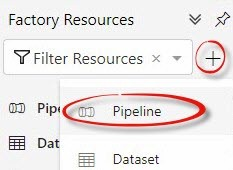 Factory Resources
Filter Resources
Pipe
Pipeline
Dat
Dataset